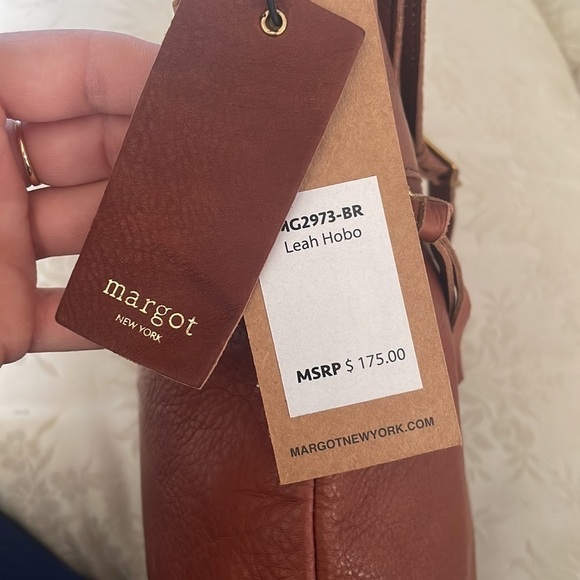 margot
NEW YORK
MG2973-BR
Leah Hobo
MSRP $ 175.00
MARGOTNEWYORK.COM